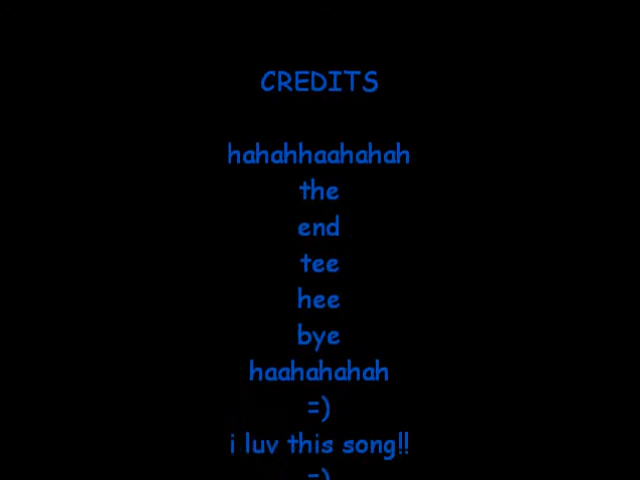 CREDITS
hahahhaahahah
the
end
tee
hee
bye
haahahahah
=)
i luv this song!!
=)